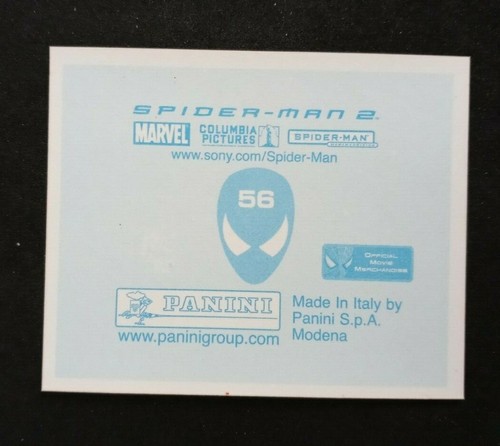 SPIDER-MAN 2
MARVEL COLUMBIA PICTURES SPIDER-MAN
www.sony.com/Spider-Man
56
OFFICIAL
MOVIE
MERCHANDISE
PANINI
www.paninigroup.com
Made In Italy by
Panini S.p.A.
Modena